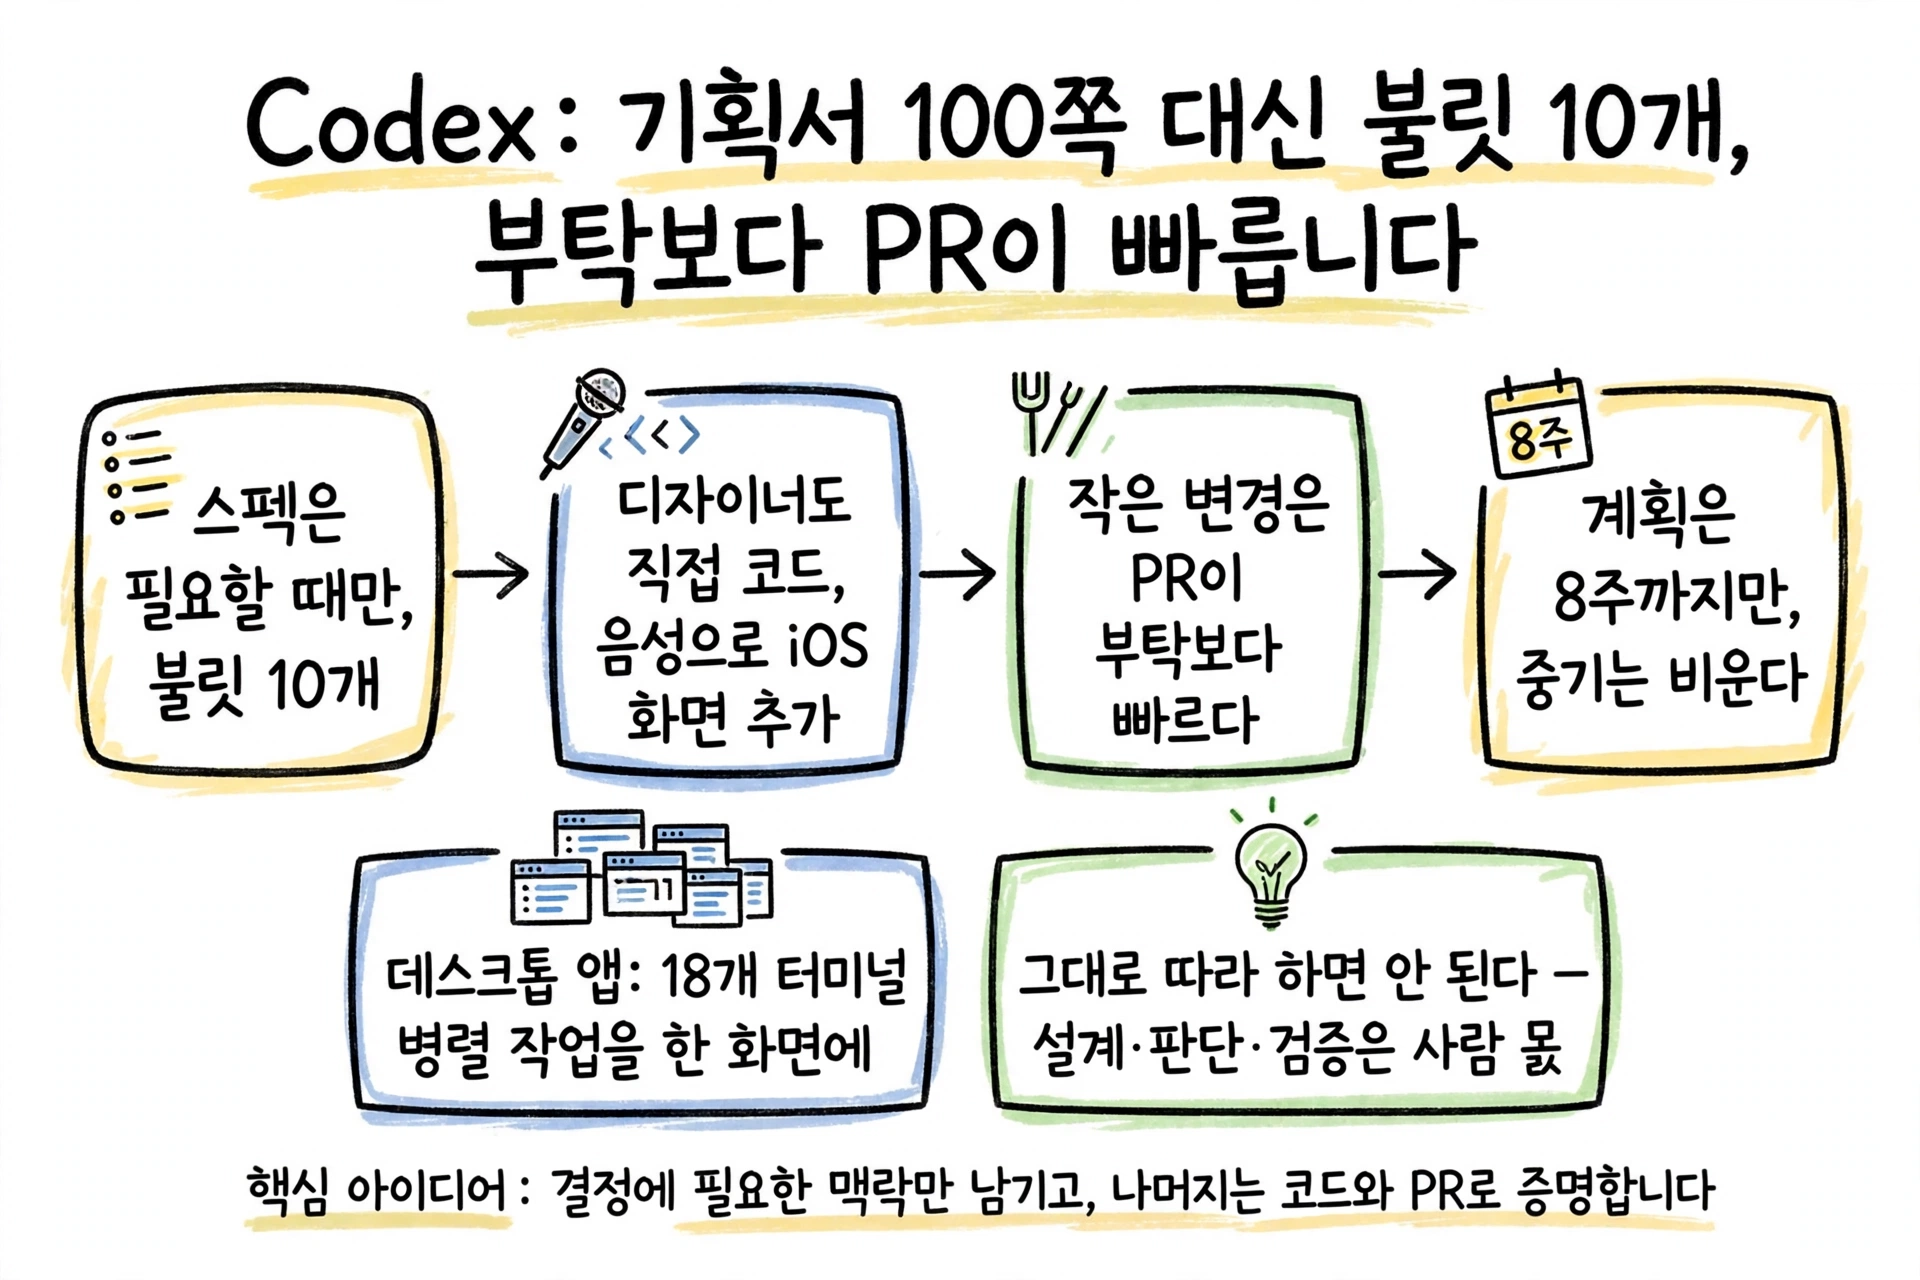 Codex: 기획서 100쪽 대신 불릿 10개,
부탁보다 PR이 빠릅니다
스펙은
필요할 때만,
불릿 10개
디자이너도
직접 코드,
음성으로 iOS
화면 추가
작은 변경은
PR이
부탁보다
빠르다
8주
계획은
8주까지만,
중기는 비운다
데스크톱 앱: 18개 터미널
병렬 작업을 한 화면에
그대로 따라 하면 안 된다 –
설계·판단·검증은 사람
핵심 아이디어: 결정에 필요한 맥락만 남기고, 나머지는 코드와 PR로 증명합니다